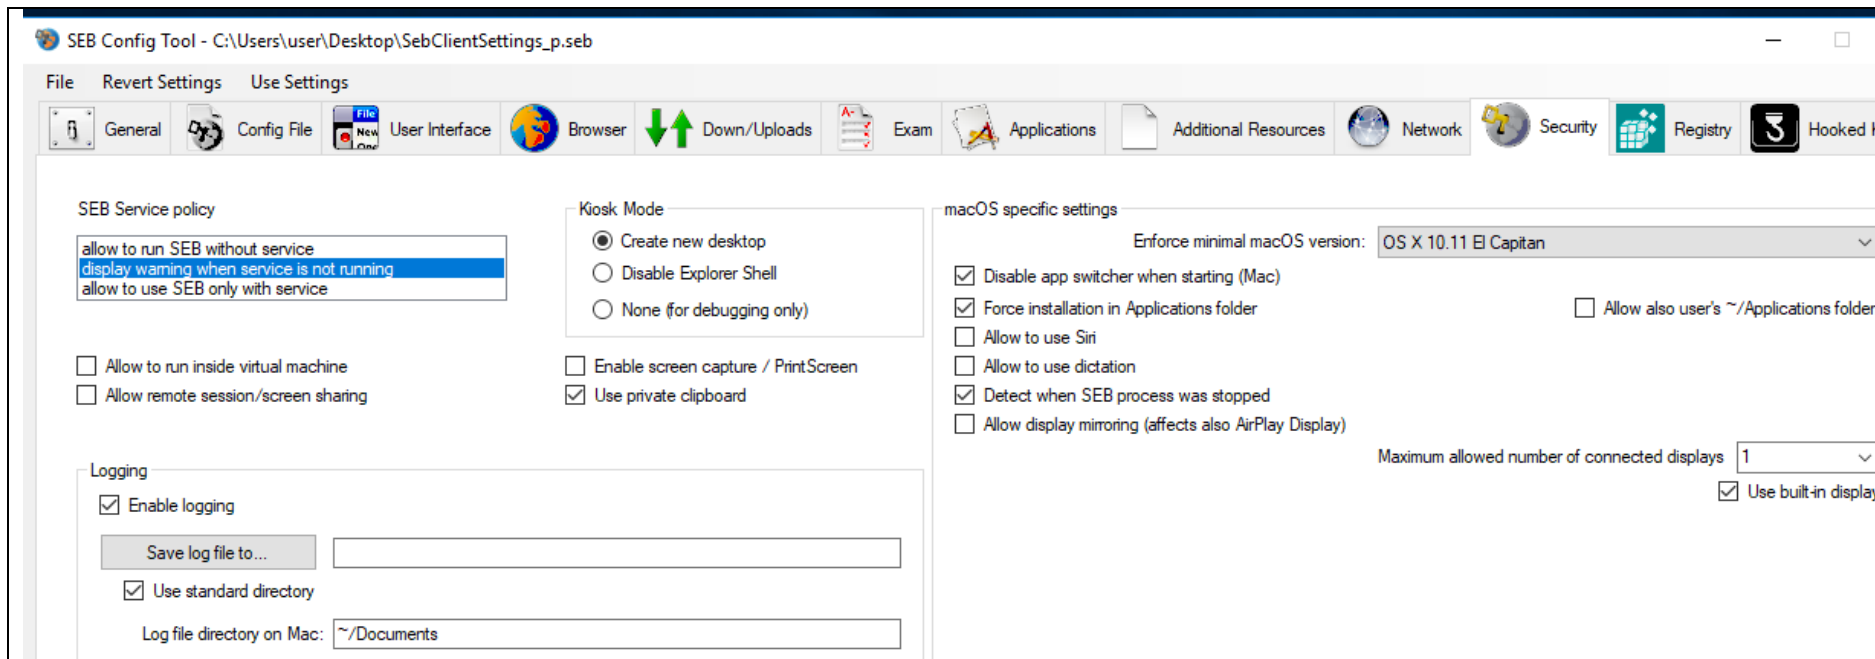 SEB Config Tool - C:\Users\user\Desktop\SebClientSettings_p.seb
File Revert Settings Use Settings
General Config File User Interface Browser Down/Uploads Exam Applications Additional Resources Network Security Registry Hooked
SEB Service policy
allow to run SEB without service
display warning when service is not running
allow to use SEB only with service
Kiosk Mode
Create new desktop
Disable Explorer Shell
None (for debugging only)
Allow to run inside virtual machine
Allow remote session/screen sharing
Enable screen capture / PrintScreen
Use private clipboard
Logging
Enable logging
Save log file to...
Use standard directory
Log file directory on Mac: ~/Documents
macOS specific settings
Enforce minimal macOS version: OS X 10.11 El Capitan
Disable app switcher when starting (Mac)
Force installation in Applications folder
Allow also user's ~/Applications folder
Allow to use Siri
Allow to use dictation
Detect when SEB process was stopped
Allow display mirroring (affects also AirPlay Display)
Maximum allowed number of connected displays 1
Use built-in display